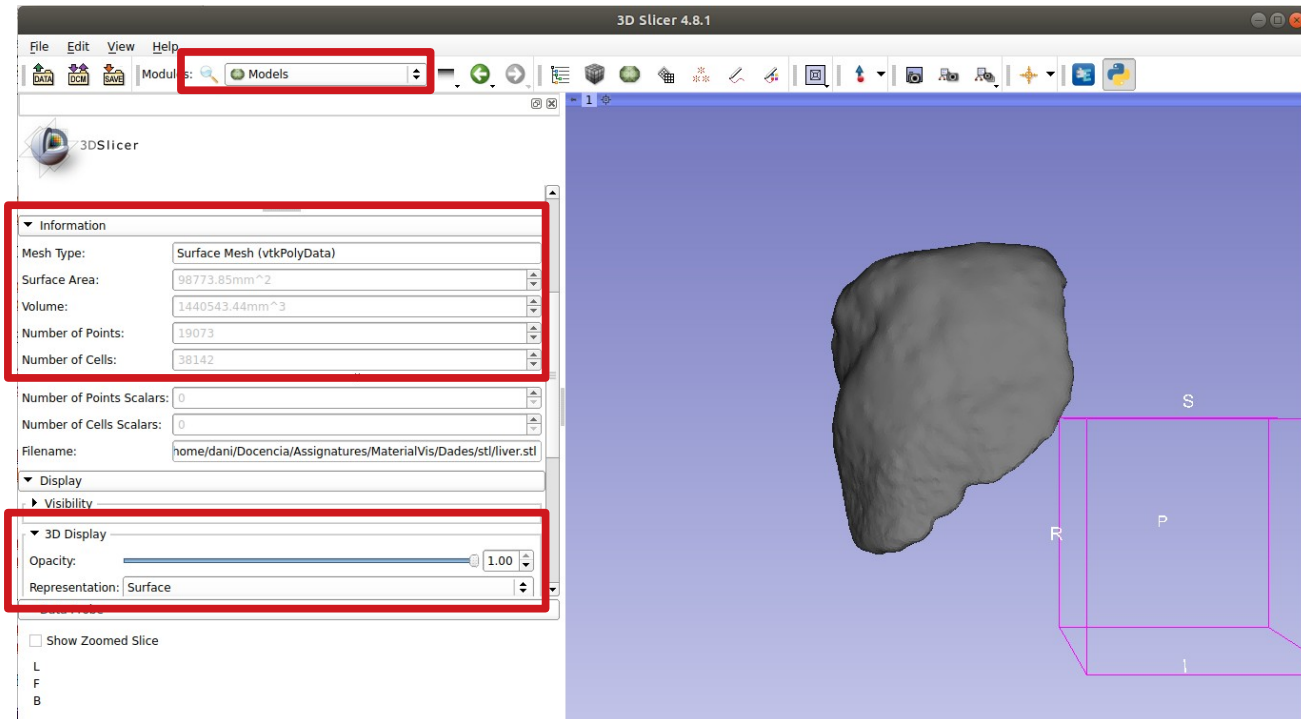 3D Slicer 4.8.1
File Edit View Help
DATA DCM SAVE Modules: Models
1
3DSlicer
Information
Mesh Type: Surface Mesh (vtkPolyData)
Surface Area: 98773.85mm^2
Volume: 1440543.44mm^3
Number of Points: 19073
Number of Cells: 38142
Number of Points Scalars: 0
Number of Cells Scalars: 0
Filename: home/dani/Docencia/Assignatures/MaterialVis/Dades/stl/liver.stl
Display
Visibility
3D Display
Opacity: 1.00
Representation: Surface
Data Probe
Show Zoomed Slice
L
F
B
S
R
P
I